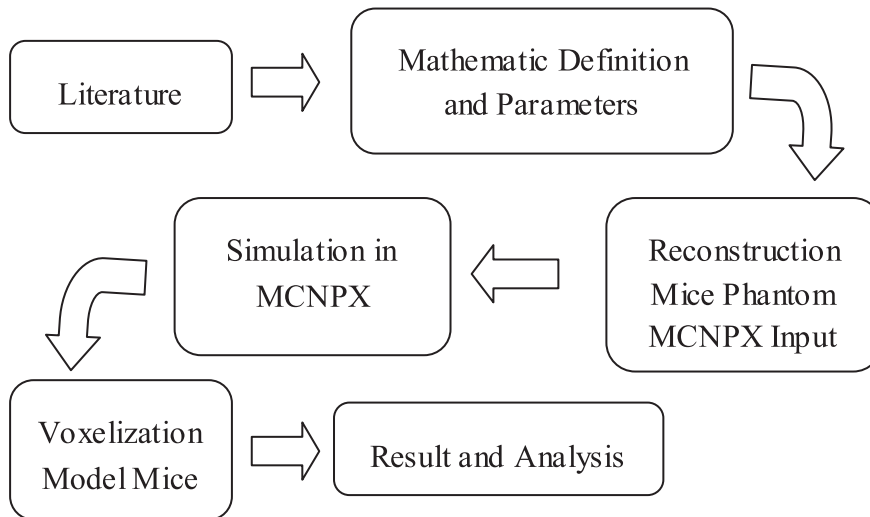 Literature
Mathematic Definition
and Parameters
Reconstruction
Mice Phantom
MCNPX Input
Simulation in
MCNPX
Voxelization
Model Mice
Result and Analysis